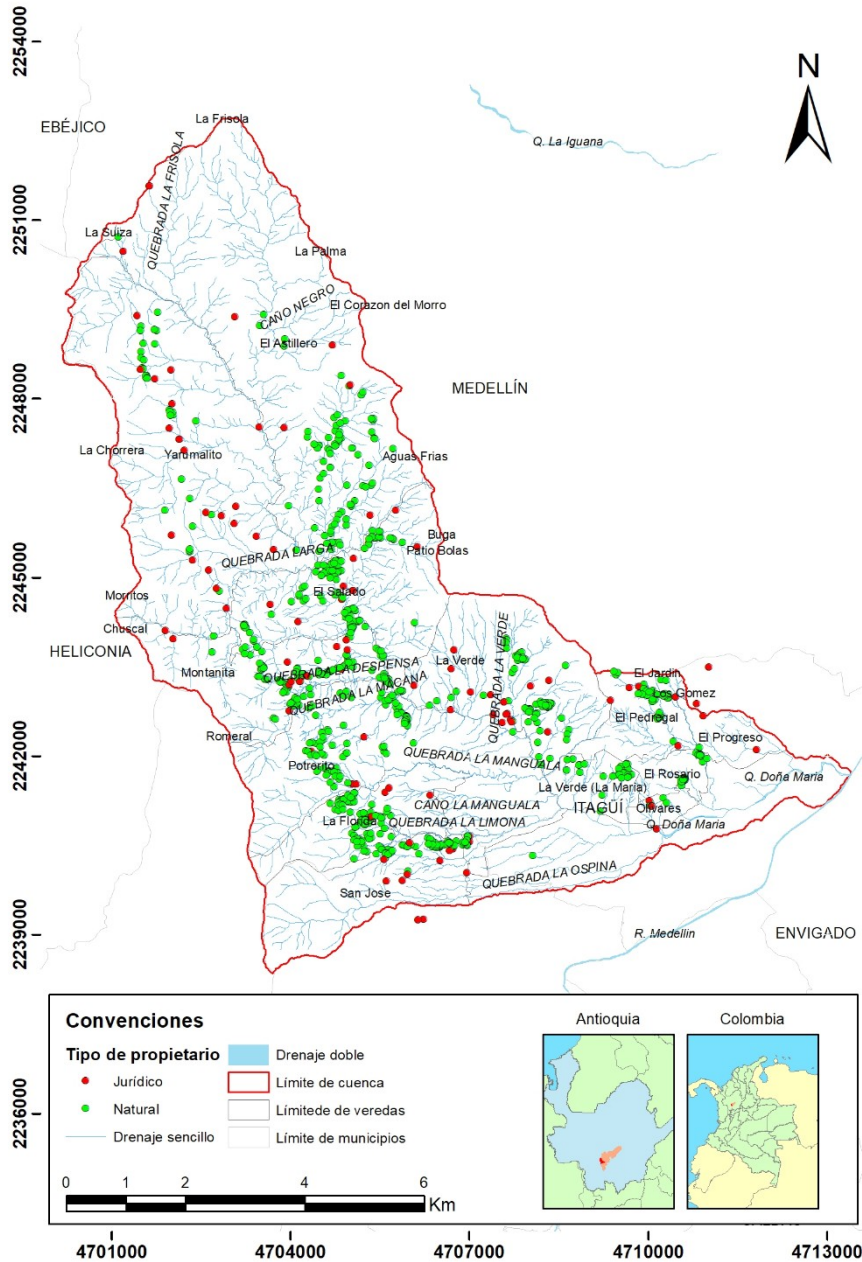 2254000
2251000
2248000
2245000
2242000
2239000
2236000
N
La Frisola
EBÉJICO
Q. La Iguana
QUEBRADA LA FRISOLA
La Suiza
La Palma
CAÑO NEGRO
El Corazon del Morro
El Astillero
MEDELLÍN
La Chorrera
Yarumalito
Aguas Frias
Buga
Patio Bolas
QUEBRADA LARGA
El Salado
Morritos
Chuscal
HELICONIA
Montanita
QUEBRADA LA DESPENSA
La Verde
QUEBRADA LA VERDE
El Jardin
Los Gomez
QUEBRADA LA MACANA
El Pedregal
Romeral
El Progreso
Potrerito
QUEBRADA LA MANGUALA
El Rosario
Q. Doña Maria
La Verde (La María)
CAÑO LA MANGUALA
ITAGÜÍ
Olivares
La Florida
QUEBRADA LA LIMONA
Q. Doña Maria
San Jose
QUEBRADA LA OSPINA
R. Medellin
ENVIGADO
Convenciones
Tipo de propietario
Jurídico
Natural
Drenaje sencillo
Drenaje doble
Límite de cuenca
Límitede de veredas
Límite de municipios
0 1 2 4 6
Km
Antioquia
Colombia
4701000 4704000 4707000 4710000 4713000